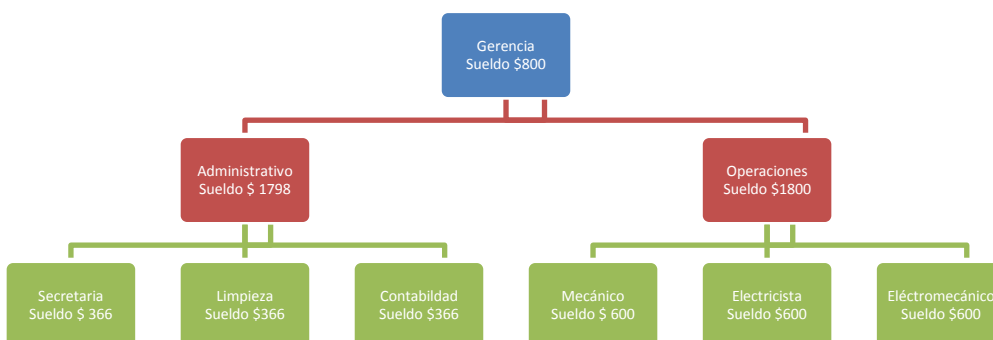 Gerencia
Sueldo $800
Administrativo
Sueldo $ 1798
Operaciones
Sueldo $1800
Secretaria
Sueldo $ 366
Limpieza
Sueldo $366
Contabildad
Sueldo $366
Mecánico
Sueldo $ 600
Electricista
Sueldo $600
Eléctromecánico
Sueldo $600